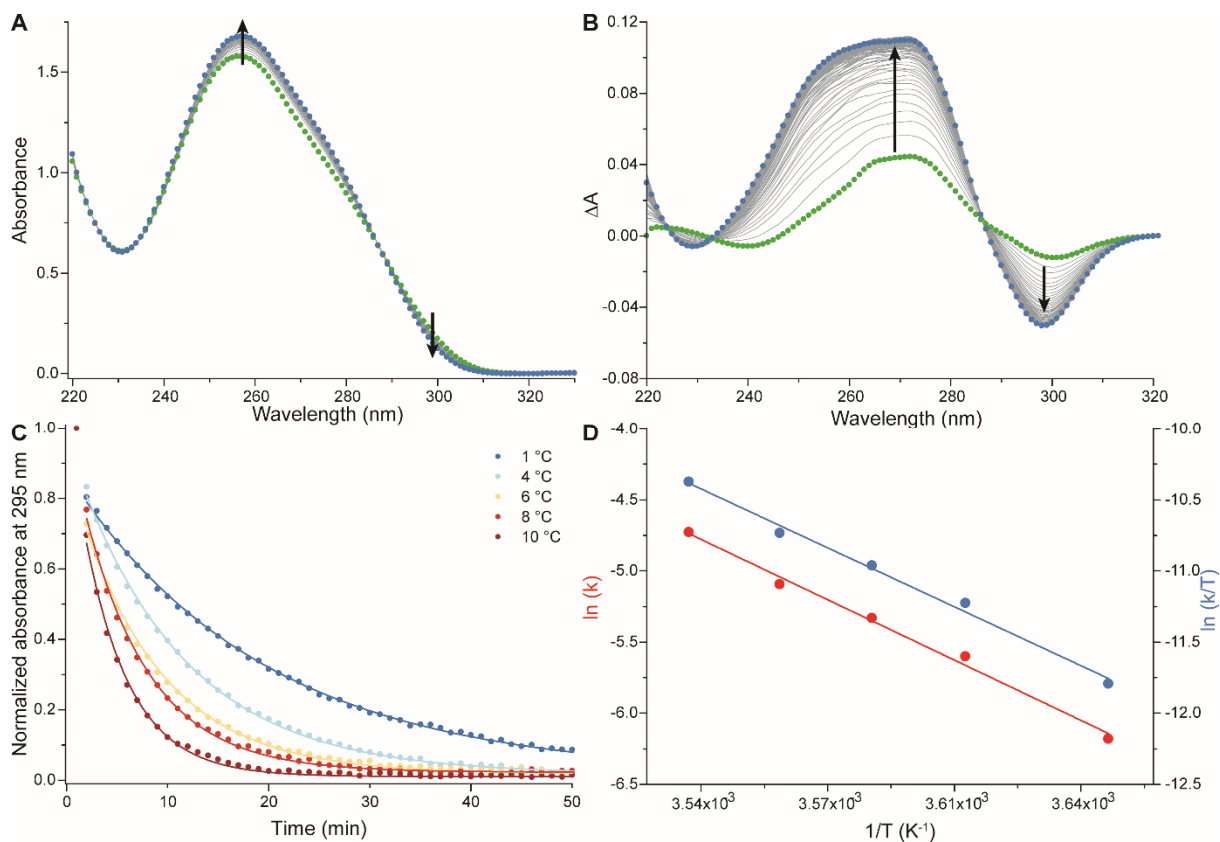 A
Absorbance
1.5
1.0
0.5
0.0
220 240 260 280 300 320
Wavelength (nm)
B
ΔA
0.12
0.08
0.04
0.00
-0.04
-0.08
220 240 260 280 300 320
Wavelength (nm)
C
Normalized absorbance at 295 nm
1.0
0.8
0.6
0.4
0.2
0.0
1 °C
4 °C
6 °C
8 °C
10 °C
0 10 20 30 40 50
Time (min)
D
ln (k)
-4.0
-4.5
-5.0
-5.5
-6.0
-6.5
ln (k/T)
-10.0
-10.5
-11.0
-11.5
-12.0
-12.5
3.54x10³ 3.57x10³ 3.61x10³ 3.64x10³
1/T (K⁻¹)